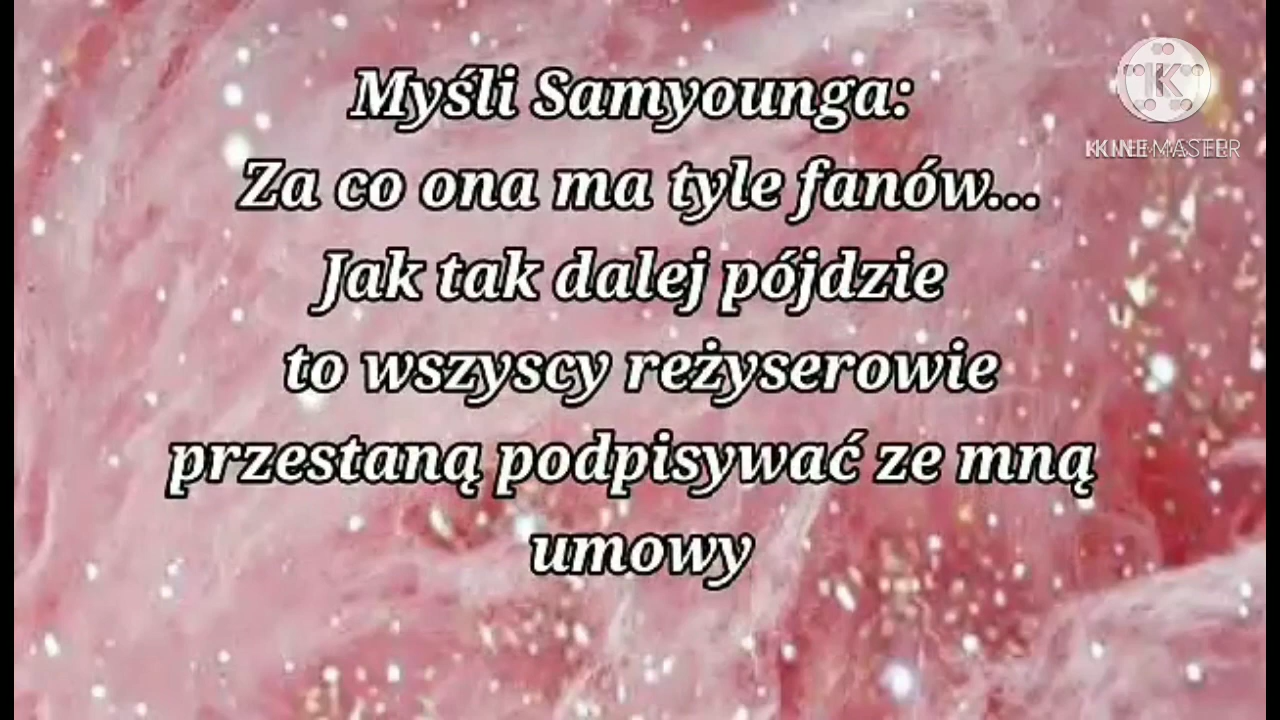 Myśli Samyounga:
Za co ona ma tyle fanów...
Jak tak dalej pójdzie
to wszyscy reżyserowie
przestaną podpisywać ze mną
umowy
KINEMASTER